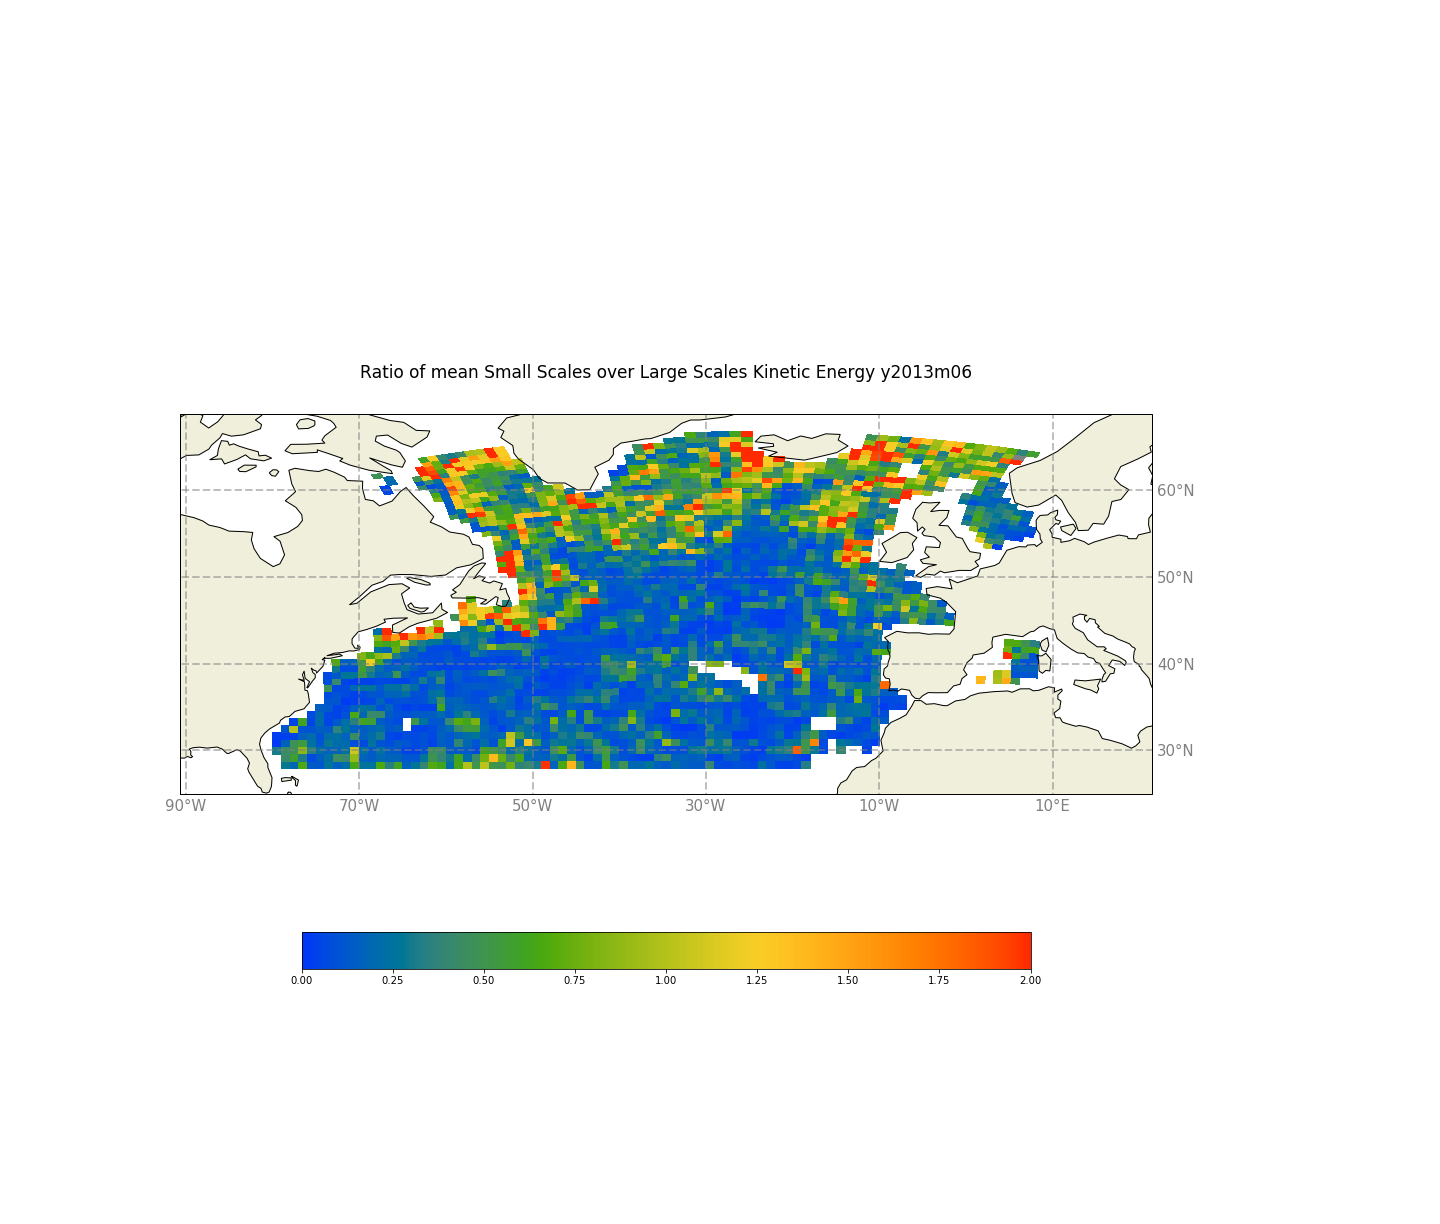 Ratio of mean Small Scales over Large Scales Kinetic Energy y2013m06
60°N
50°N
40°N
30°N
90°W 70°W 50°W 30°W 10°W 10°E
0.00 0.25 0.50 0.75 1.00 1.25 1.50 1.75 2.00